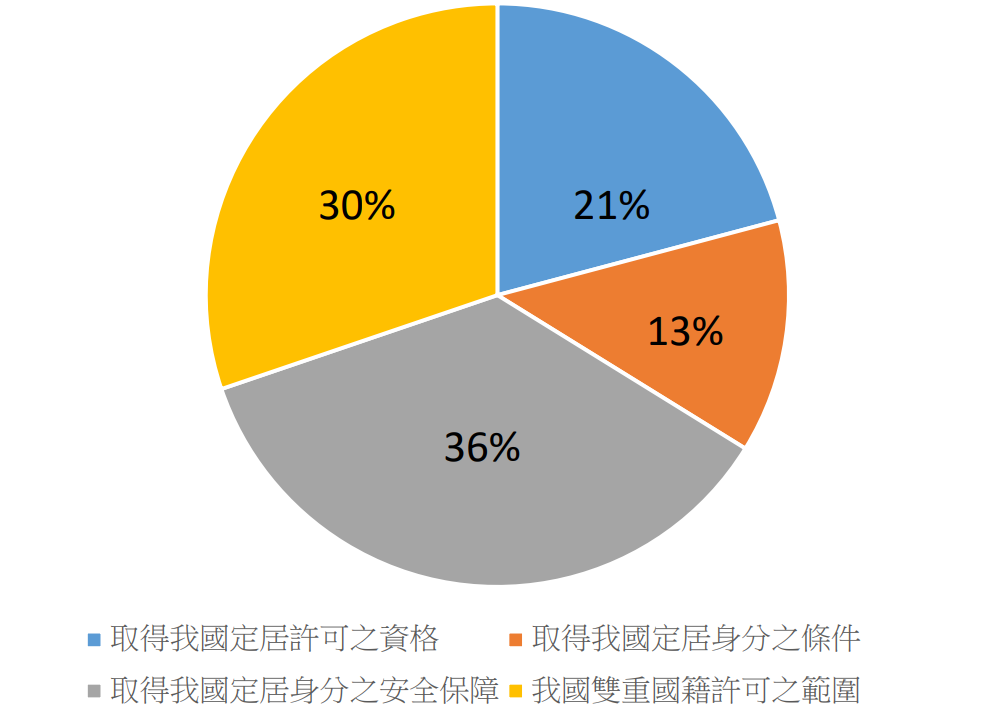 30%
21%
13%
36%
取得我國定居許可之資格
取得我國定居身分之條件
取得我國定居身分之安全保障
我國雙重國籍許可之範圍